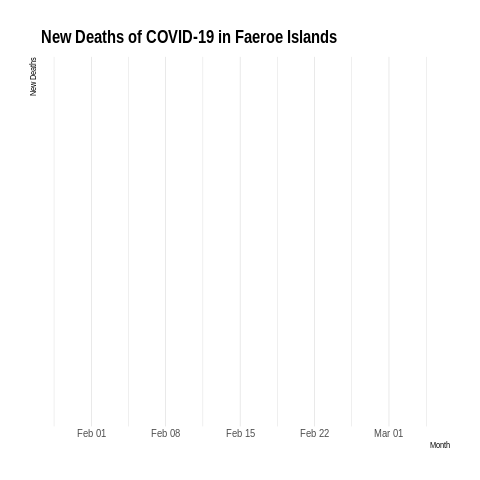 New Deaths of COVID-19 in Faeroe Islands
New Deaths
Feb 01 Feb 08 Feb 15 Feb 22 Mar 01
Month